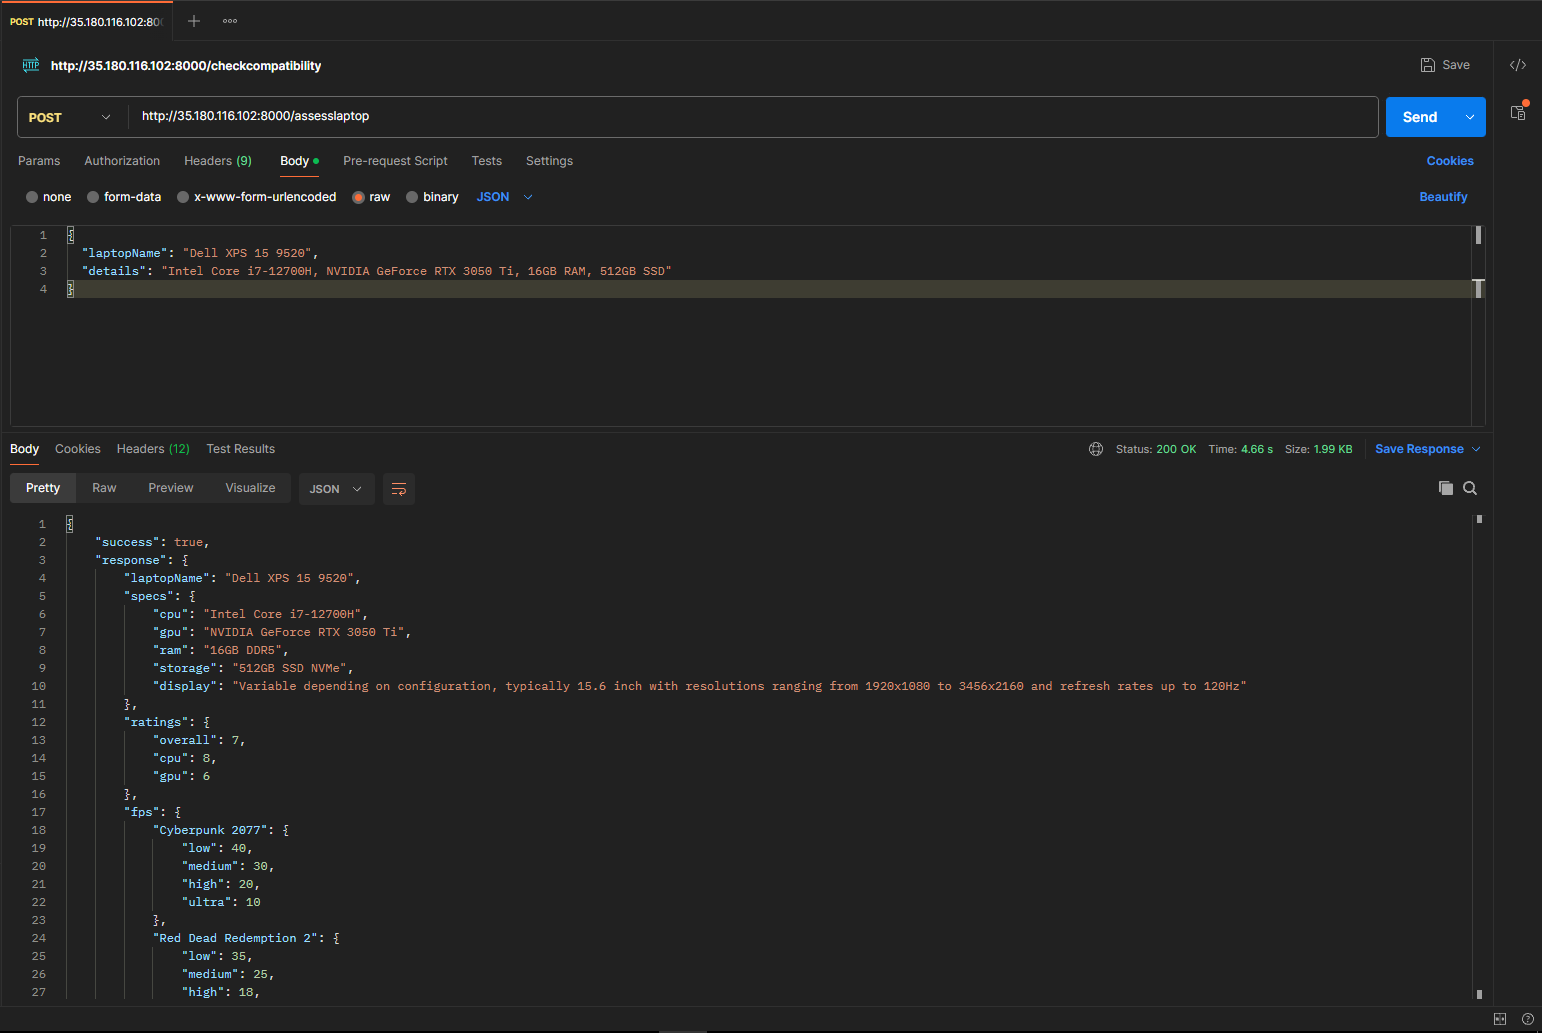 POST http://35.180.116.102:80
http://35.180.116.102:8000/checkcompatibility
Save
POST
http://35.180.116.102:8000/assesslaptop
Send
Params Authorization Headers (9) Body Pre-request Script Tests Settings Cookies
none form-data x-www-form-urlencoded raw binary JSON Beautify
1 {
2 "laptopName": "Dell XPS 15 9520",
3 "details": "Intel Core i7-12700H, NVIDIA GeForce RTX 3050 Ti, 16GB RAM, 512GB SSD"
4 }
Body Cookies Headers (12) Test Results Status: 200 OK Time: 4.66 s Size: 1.99 KB Save Response
Pretty Raw Preview Visualize JSON
1 {
2 "success": true,
3 "response": {
4 "laptopName": "Dell XPS 15 9520",
5 "specs": {
6 "cpu": "Intel Core i7-12700H",
7 "gpu": "NVIDIA GeForce RTX 3050 Ti",
8 "ram": "16GB DDR5",
9 "storage": "512GB SSD NVMe",
10 "display": "Variable depending on configuration, typically 15.6 inch with resolutions ranging from 1920x1080 to 3456x2160 and refresh rates up to 120Hz"
11 },
12 "ratings": {
13 "overall": 7,
14 "cpu": 8,
15 "gpu": 6
16 },
17 "fps": {
18 "Cyberpunk 2077": {
19 "low": 40,
20 "medium": 30,
21 "high": 20,
22 "ultra": 10
23 },
24 "Red Dead Redemption 2": {
25 "low": 35,
26 "medium": 25,
27 "high": 18,